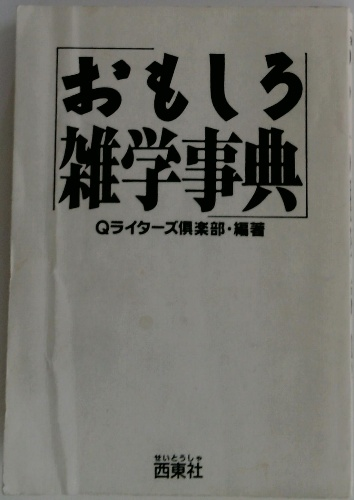 おもしろ
雑学事典
Qライターズ倶楽部・編著
せいとうしゃ
西東社